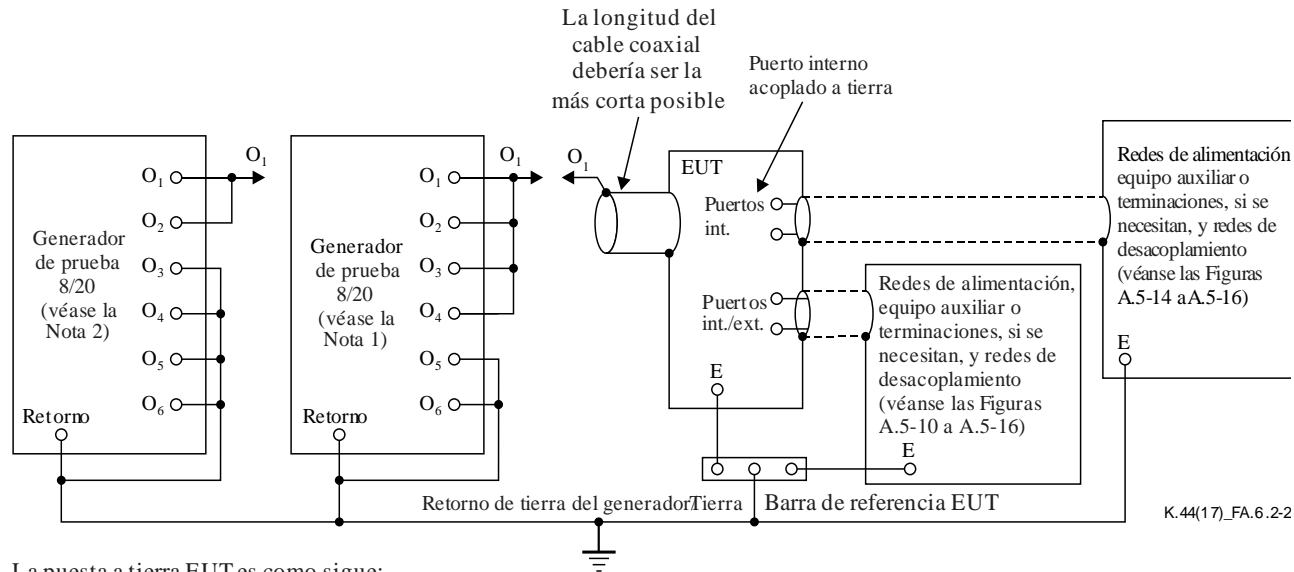 La longitud del
cable coaxial
debería ser la
más corta posible
Puerto interno
acoplado a tierra
O1
O1
O1
O1
O2
O3
O4
O5
O6
Generador
de prueba
8/20
(véase la
Nota 2)
Retorno
O1
O2
O3
O4
O5
O6
Generador
de prueba
8/20
(véase la
Nota 1)
Retorno
EUT
Puertos
int.
Puertos
int./ext.
E
Redes de alimentación,
equipo auxiliar o
terminaciones, si se
necesitan, y redes de
desacoplamiento
(véanse las Figuras
A.5-10 a A.5-16)
E
Redes de alimentación
equipo auxiliar o
terminaciones, si se
necesitan, y redes de
desacoplamiento
(véanse las Figuras
A.5-14 a A.5-16)
E
Retorno de tierra del generador
Tierra
Barra de referencia EUT
K.44(17)_FA.6.2-2
La puesta a tierra EUT es como sigue: